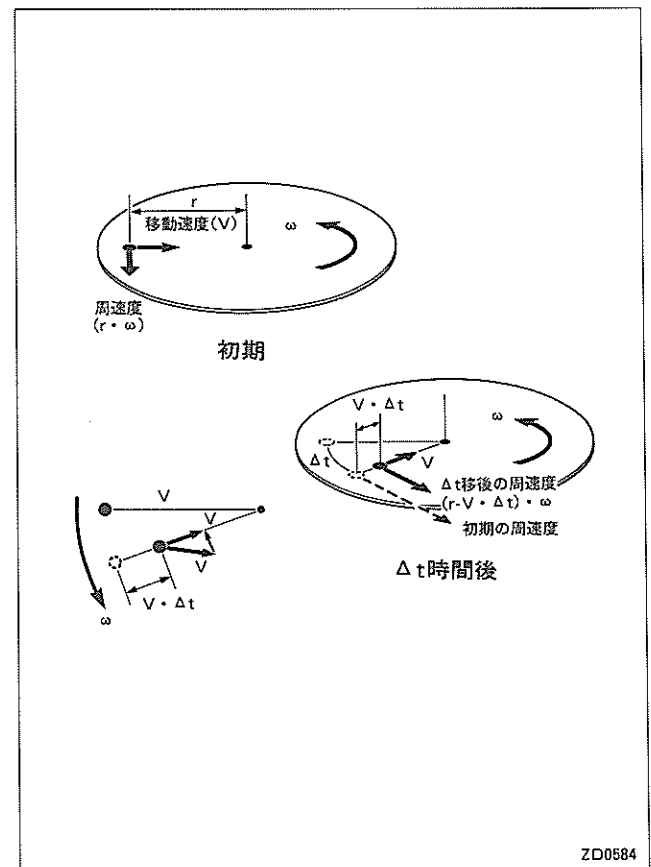 r
移動速度(V)
ω
周速度
(r・ω)
初期
V・Δt
ω
Δt
V
Δt移後の周速度
(r-V・Δt)・ω
初期の周速度
Δt時間後
V
V
V
V・Δt
ω
ZD0584